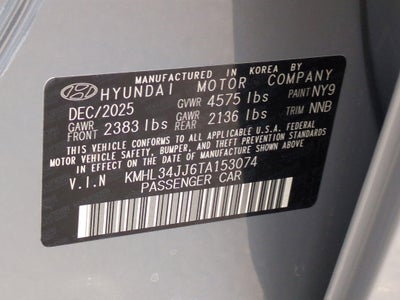 MANUFACTURED IN KOREA BY
HYUNDAI MOTOR COMPANY
DEC/2025 GVWR 4575 lbs PAINT NY9
GAWR FRONT 2383 lbs GAWR REAR 2136 lbs TRIM NNB
THIS VEHICLE CONFORMS TO ALL APPLICABLE U.S.A. FEDERAL
MOTOR VEHICLE SAFETY, BUMPER, AND THEFT PREVENTION STANDARDS
IN EFFECT ON THE DATE OF MANUFACTURE SHOWN ABOVE.
V.I.N KMHL34JJ6TA153074
PASSENGER CAR